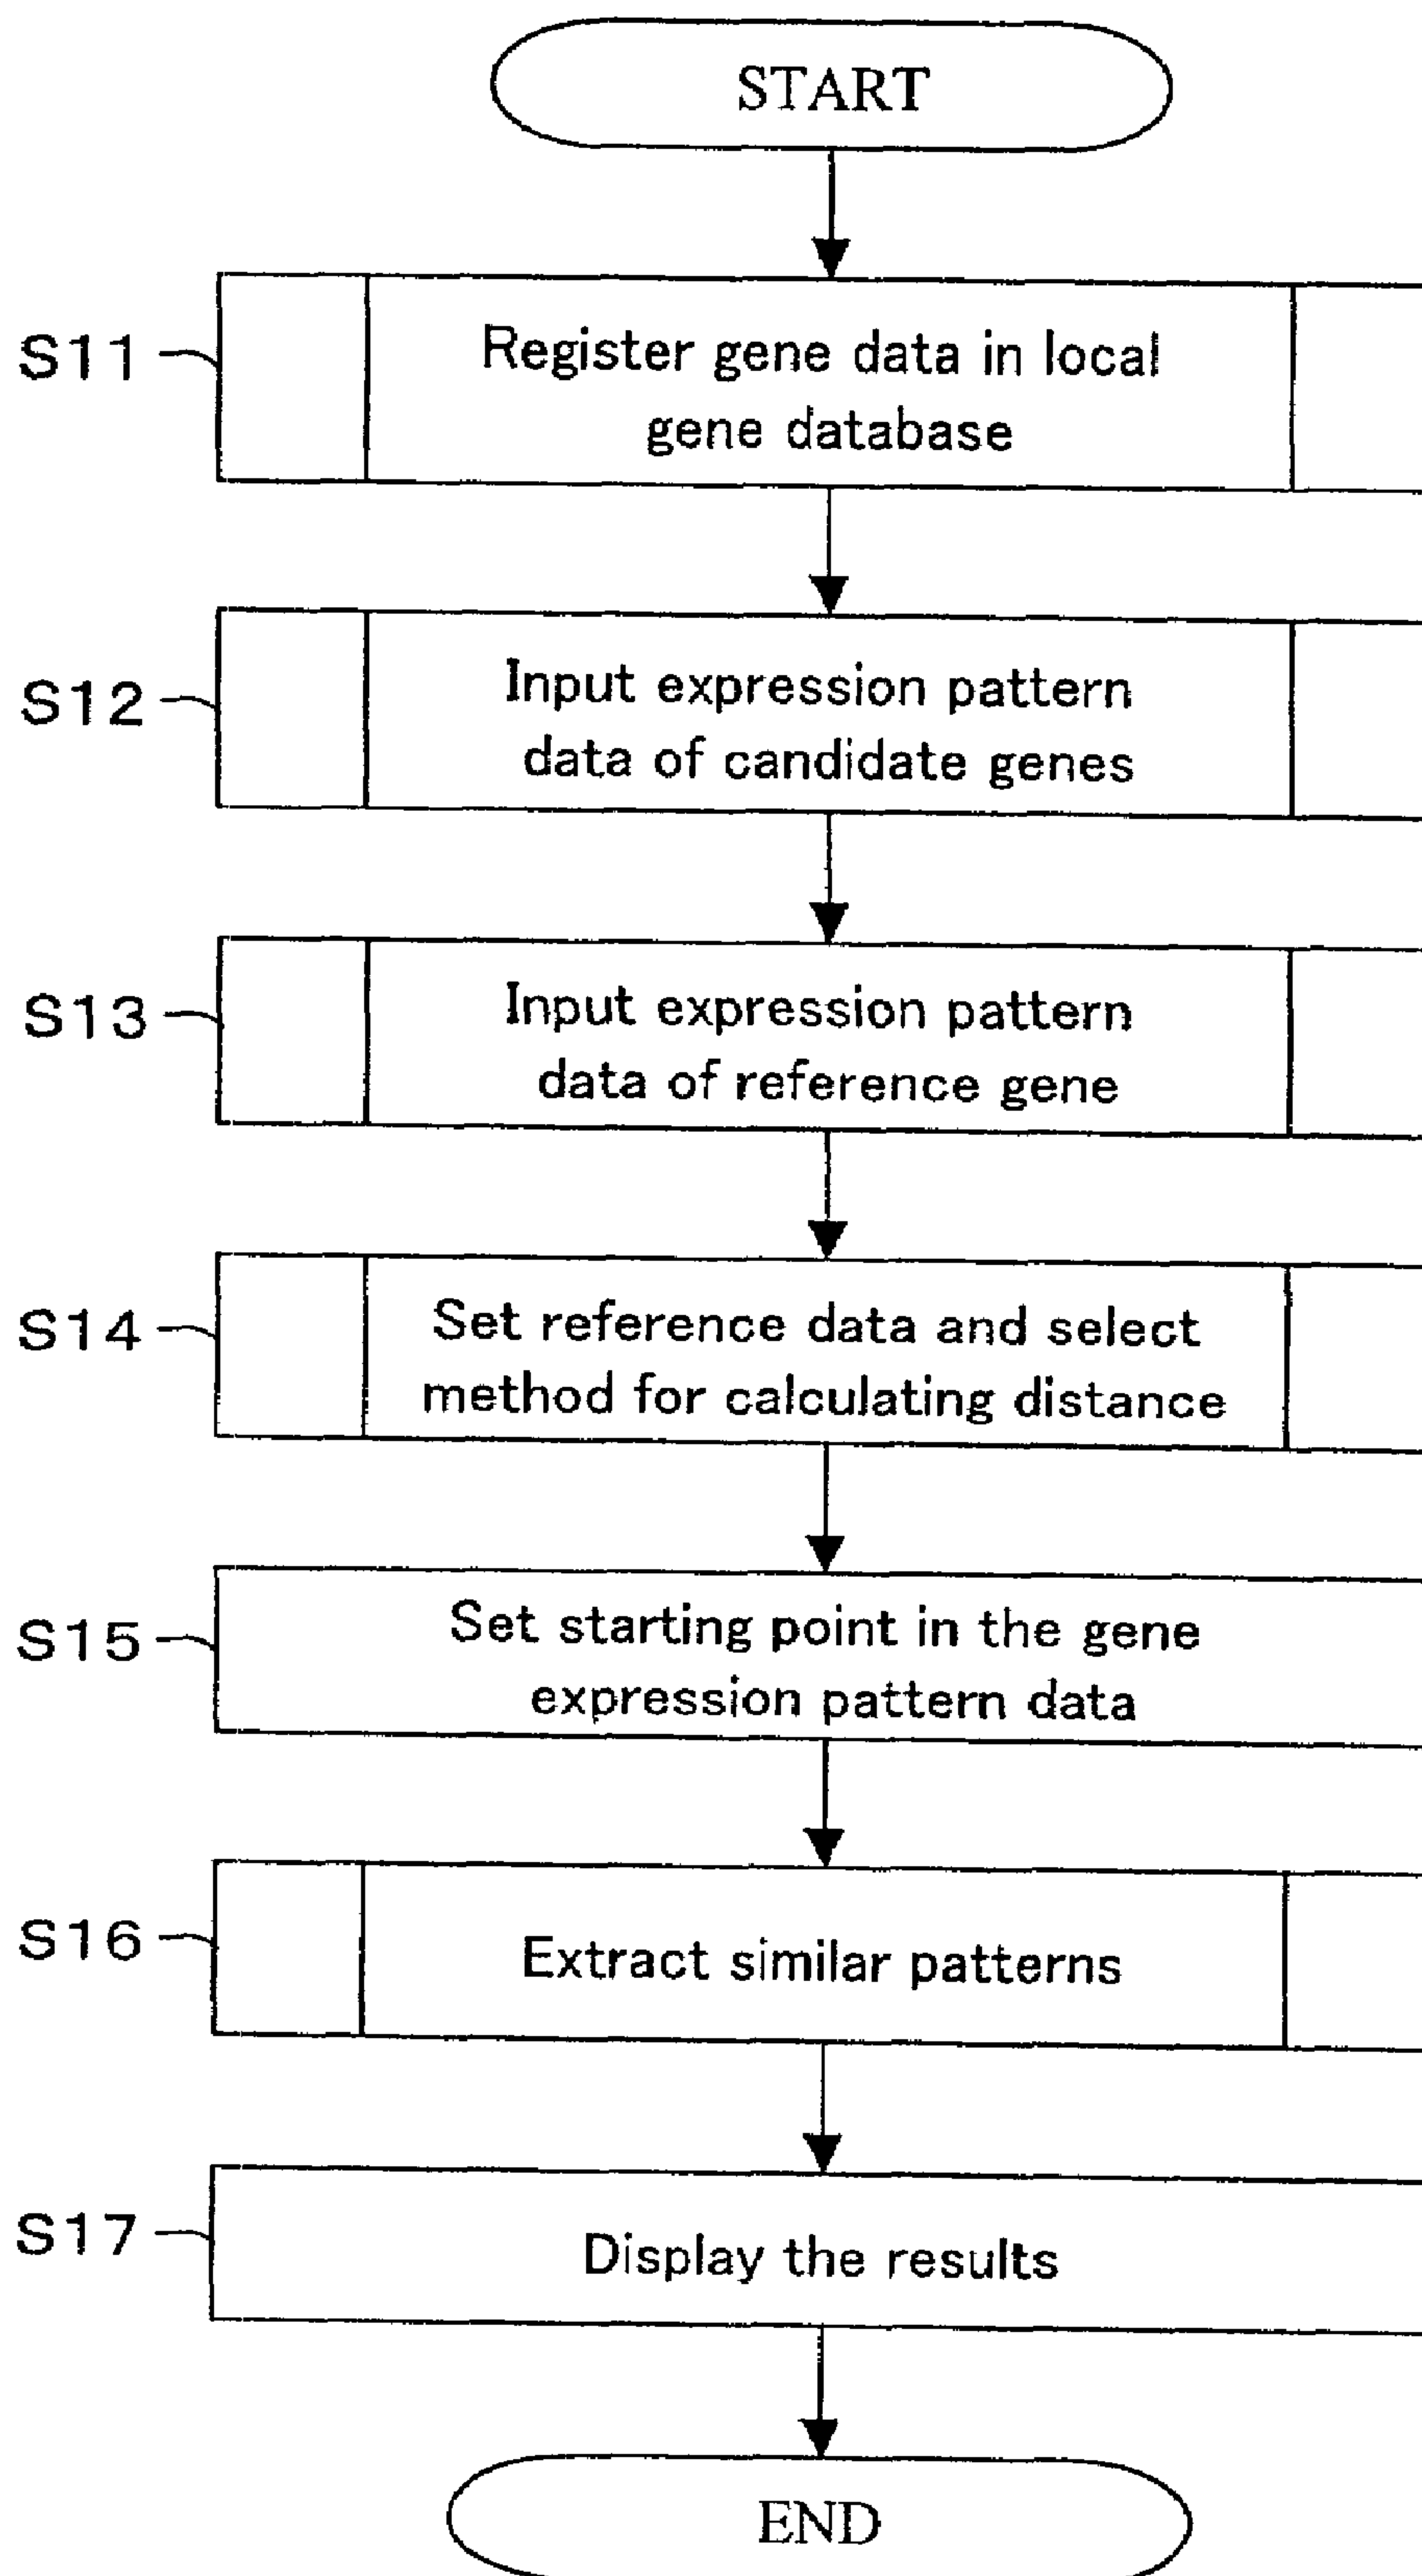 START
S11
Register gene data in local
gene database
S12
Input expression pattern
data of candidate genes
S13
Input expression pattern
data of reference gene
S14
Set reference data and select
method for calculating distance
S15
Set starting point in the gene
expression pattern data
S16
Extract similar patterns
S17
Display the results
END